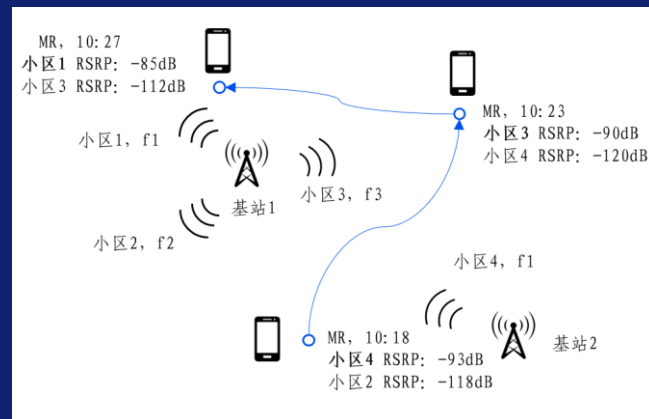 MR, 10:27
小区1 RSRP: -85dB
小区3 RSRP: -112dB
MR, 10:23
小区3 RSRP: -90dB
小区4 RSRP: -120dB
小区1, f1
小区3, f3
基站1
小区2, f2
小区4, f1
MR, 10:18
小区4 RSRP: -93dB
小区2 RSRP: -118dB
基站2